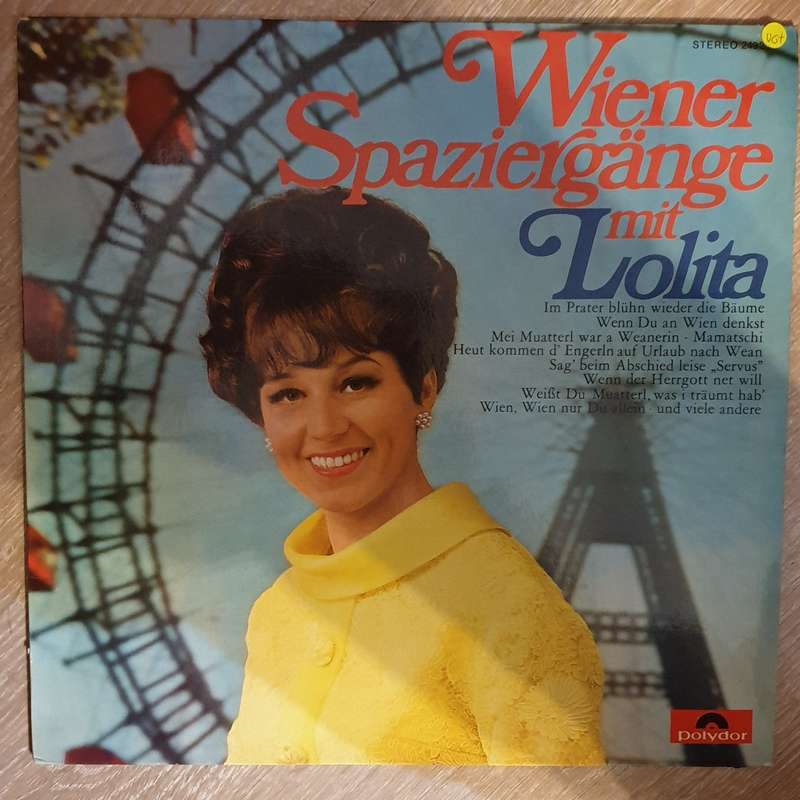 STEREO 249
VG+
Wiener
Spaziergänge
mit
Lolita
Im Prater blühn wieder die Bäume
Wenn Du an Wien denkst
Mei Muatterl war a Weanerin - Mamatschi
Heut kommen d' Engerln auf Urlaub nach Wean
Sag' beim Abschied leise „Servus"
Wenn der Herrgott net will
Weißt Du Muatterl, was i träumt hab'
Wien, Wien nur Du allein - und viele andere
Polydor